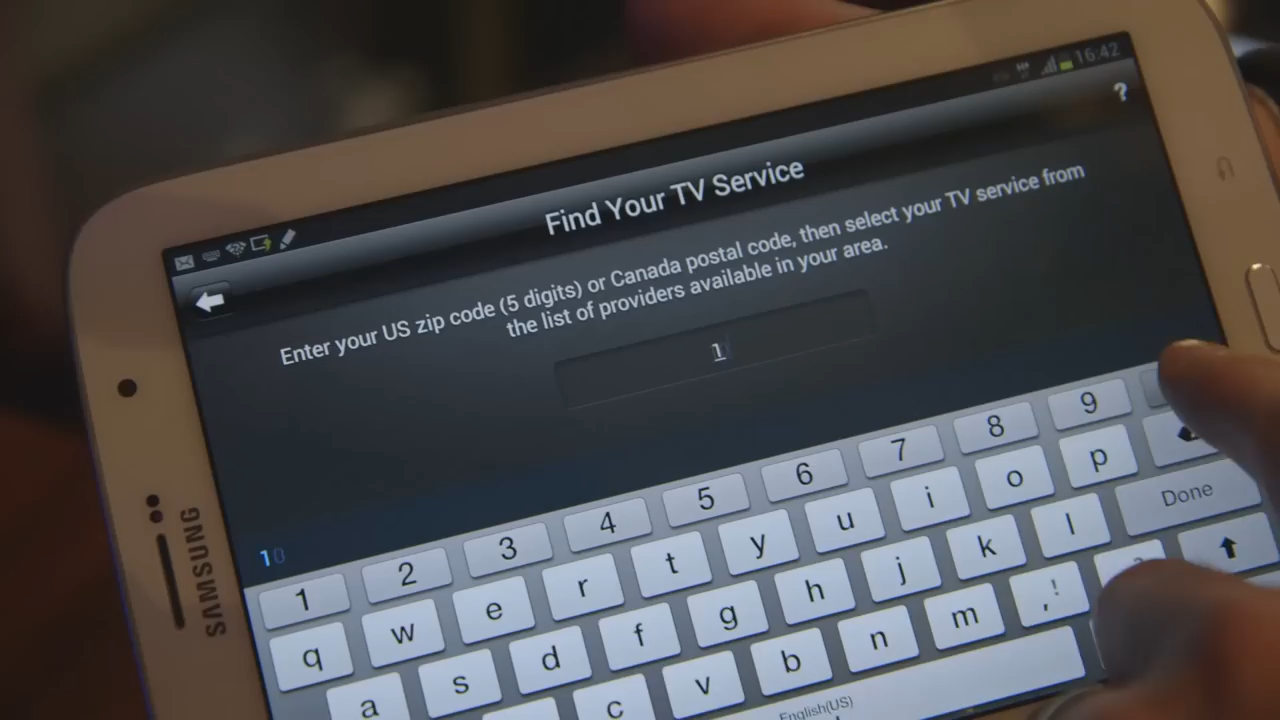 16:42
?
Find Your TV Service
Enter your US zip code (5 digits) or Canada postal code, then select your TV service from
the list of providers available in your area.
1
10
1 2 3 4 5 6 7 8 9
q w e r t y u i o p
a s d f g h j k l Done
c v b n m , !
English(US)
SAMSUNG